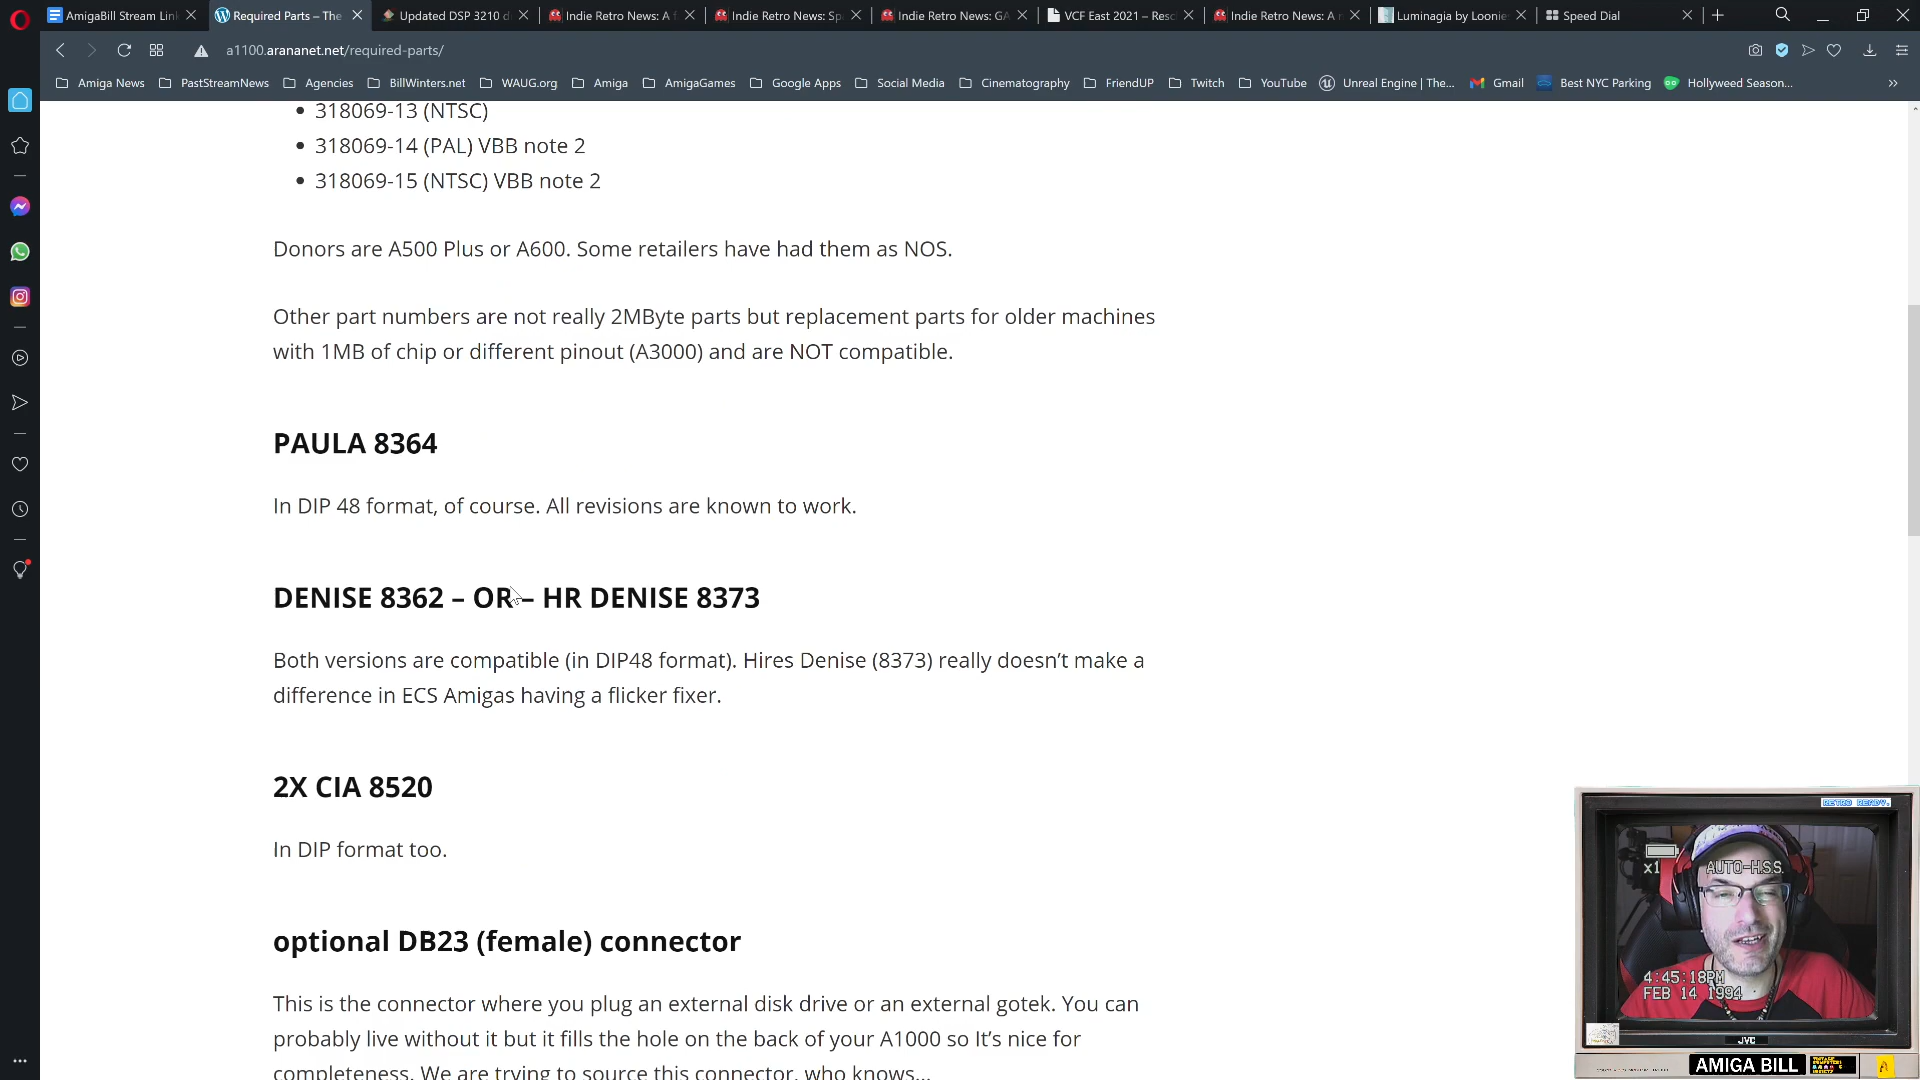 AmigaBill Stream Lin
Required Parts – The
Updated DSP 3210 d
Indie Retro News: A f
Indie Retro News: Sp
Indie Retro News: GA
VCF East 2021 – Resc
Indie Retro News: A r
Luminagia by Loonie
Speed Dial
a1100.arananet.net/required-parts/
Amiga News
PastStreamNews
Agencies
BillWinters.net
WAUG.org
Amiga
AmigaGames
Google Apps
Social Media
Cinematography
FriendUP
Twitch
YouTube
Unreal Engine | The...
Gmail
Best NYC Parking
Hollyweed Season...
318069-13 (NTSC)
318069-14 (PAL) VBB note 2
318069-15 (NTSC) VBB note 2
Donors are A500 Plus or A600. Some retailers have had them as NOS.
Other part numbers are not really 2MByte parts but replacement parts for older machines
with 1MB of chip or different pinout (A3000) and are NOT compatible.
PAULA 8364
In DIP 48 format, of course. All revisions are known to work.
DENISE 8362 – OR – HR DENISE 8373
Both versions are compatible (in DIP48 format). Hires Denise (8373) really doesn't make a
difference in ECS Amigas having a flicker fixer.
2X CIA 8520
In DIP format too.
optional DB23 (female) connector
This is the connector where you plug an external disk drive or an external gotek. You can
probably live without it but it fills the hole on the back of your A1000 so It's nice for
completeness. We are trying to source this connector, who knows...
RETRO READY.
x1 AUTO-H.S.S.
4:45:18PM
FEB 14 1994
JVC
AMIGA BILL